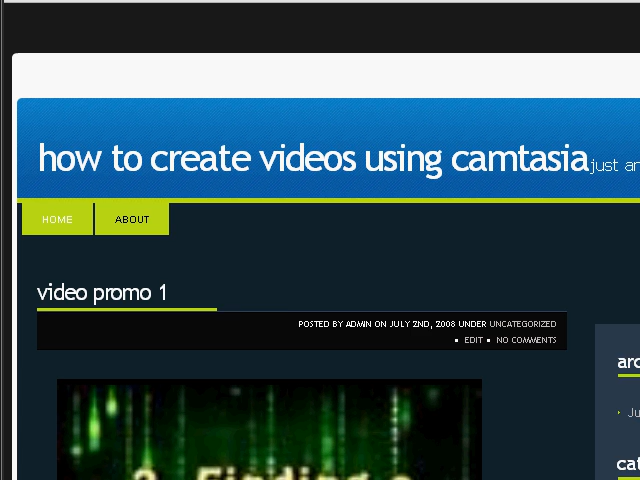 how to create videos using camtasia just
HOME ABOUT
video promo 1
POSTED BY ADMIN ON JULY 2ND, 2008 UNDER UNCATEGORIZED
▪ EDIT ▪ NO COMMENTS
2. Finding a